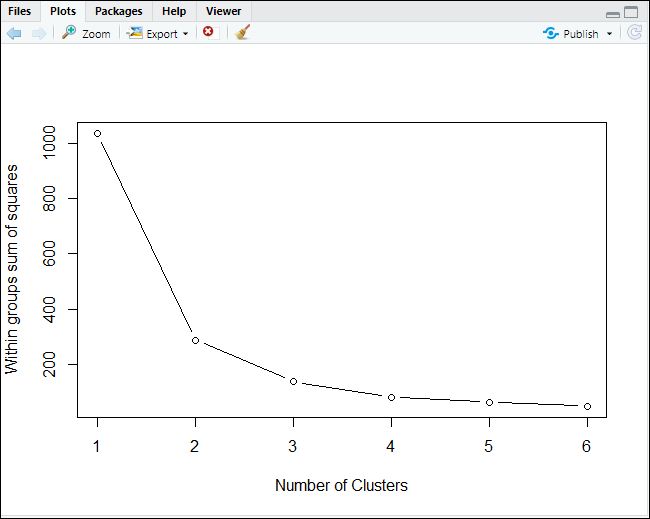 Files Plots Packages Help Viewer
Zoom Export Publish
Within groups sum of squares
1000
800
600
400
200
1 2 3 4 5 6
Number of Clusters